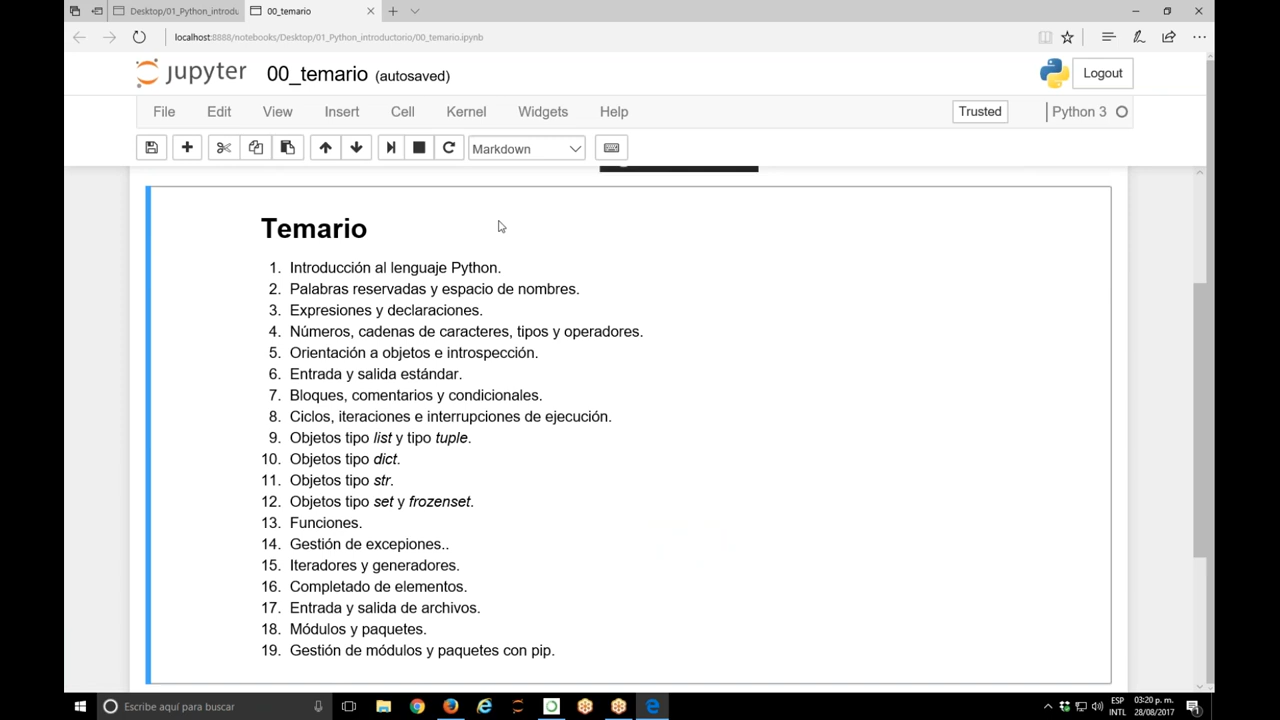 Desktop/01_Python_introdu
00_temario
localhost:8888/notebooks/Desktop/01_Python_introductorio/00_temario.ipynb
jupyter 00_temario (autosaved) Logout
File Edit View Insert Cell Kernel Widgets Help Trusted Python 3
Markdown
Temario
1. Introducción al lenguaje Python.
2. Palabras reservadas y espacio de nombres.
3. Expresiones y declaraciones.
4. Números, cadenas de caracteres, tipos y operadores.
5. Orientación a objetos e introspección.
6. Entrada y salida estándar.
7. Bloques, comentarios y condicionales.
8. Ciclos, iteraciones e interrupciones de ejecución.
9. Objetos tipo list y tipo tuple.
10. Objetos tipo dict.
11. Objetos tipo str.
12. Objetos tipo set y frozenset.
13. Funciones.
14. Gestión de excepiones..
15. Iteradores y generadores.
16. Completado de elementos.
17. Entrada y salida de archivos.
18. Módulos y paquetes.
19. Gestión de módulos y paquetes con pip.
Escribe aquí para buscar
ESP 03:20 p. m.
INTL 28/08/2017